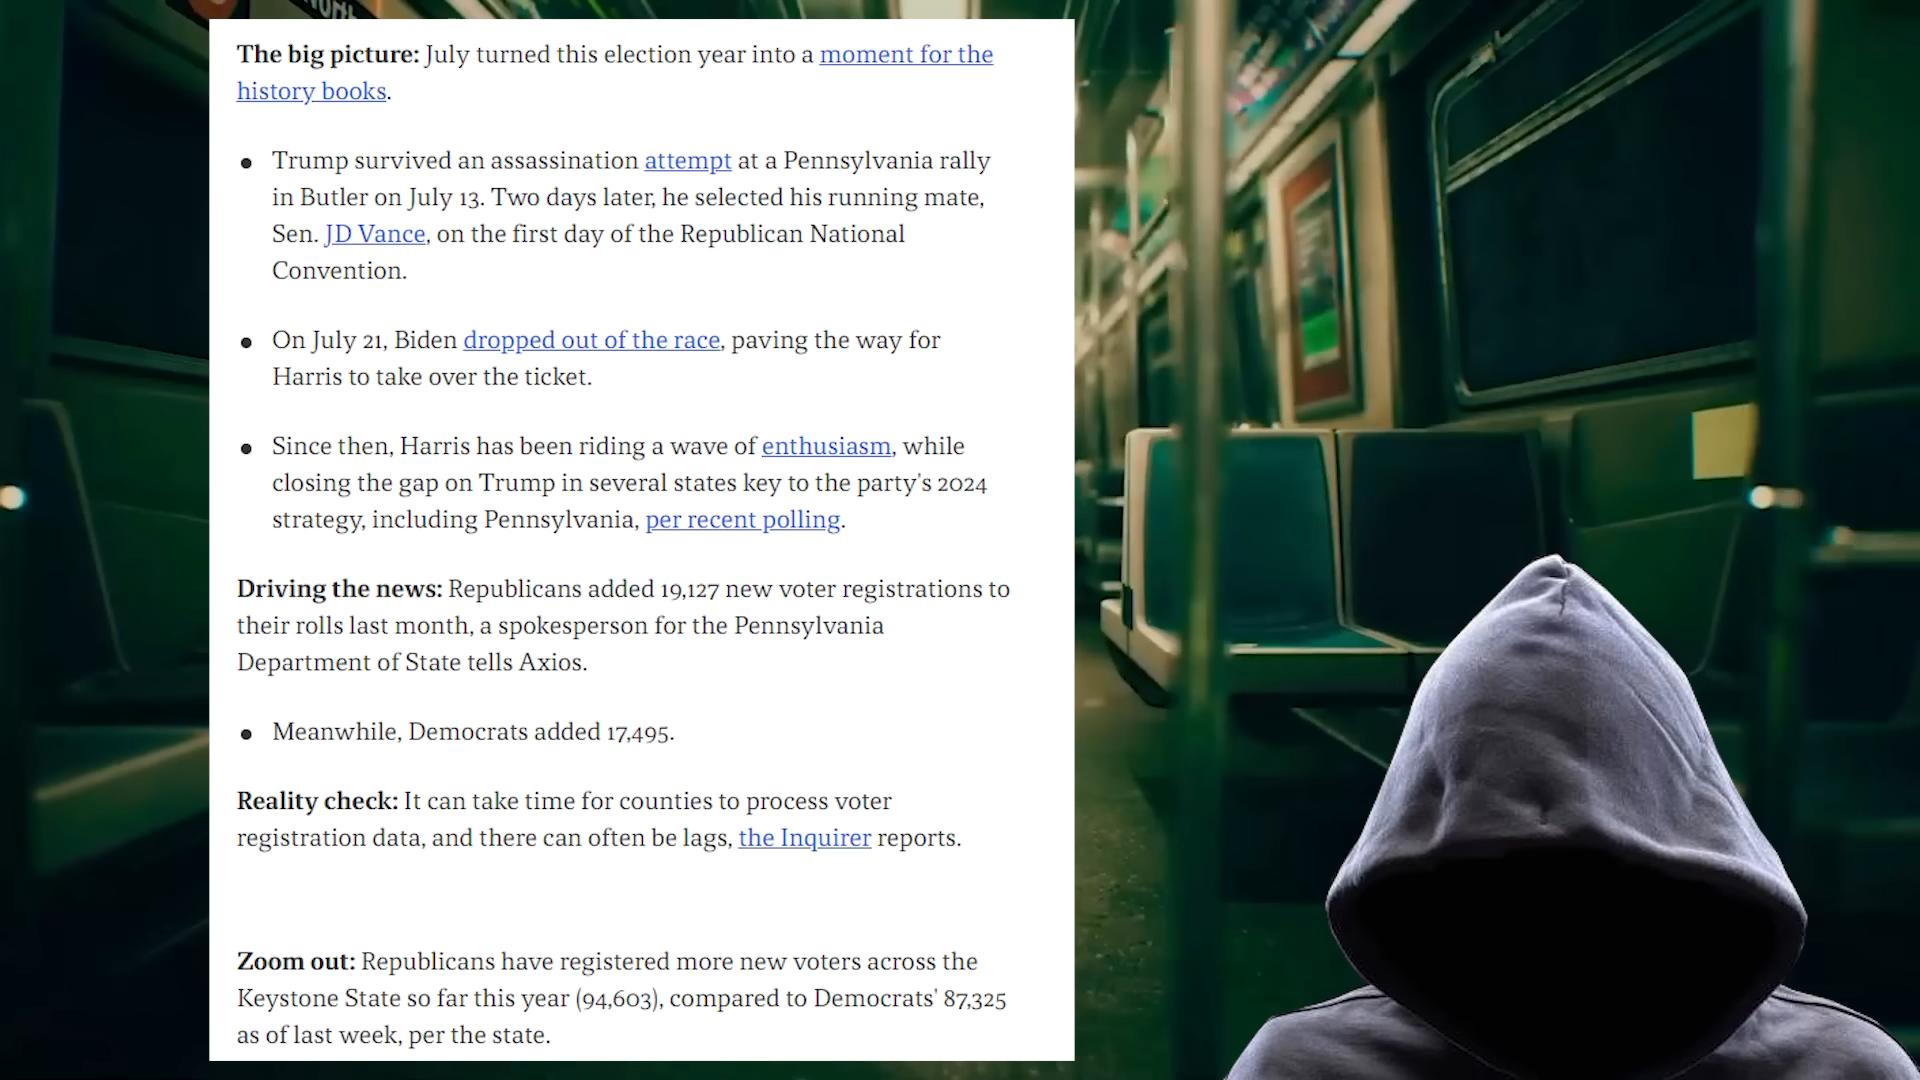 The big picture: July turned this election year into a moment for the
history books.
• Trump survived an assassination attempt at a Pennsylvania rally
in Butler on July 13. Two days later, he selected his running mate,
Sen. JD Vance, on the first day of the Republican National
Convention.
• On July 21, Biden dropped out of the race, paving the way for
Harris to take over the ticket.
• Since then, Harris has been riding a wave of enthusiasm, while
closing the gap on Trump in several states key to the party's 2024
strategy, including Pennsylvania, per recent polling.
Driving the news: Republicans added 19,127 new voter registrations to
their rolls last month, a spokesperson for the Pennsylvania
Department of State tells Axios.
• Meanwhile, Democrats added 17,495.
Reality check: It can take time for counties to process voter
registration data, and there can often be lags, the Inquirer reports.
Zoom out: Republicans have registered more new voters across the
Keystone State so far this year (94,603), compared to Democrats' 87,325
as of last week, per the state.